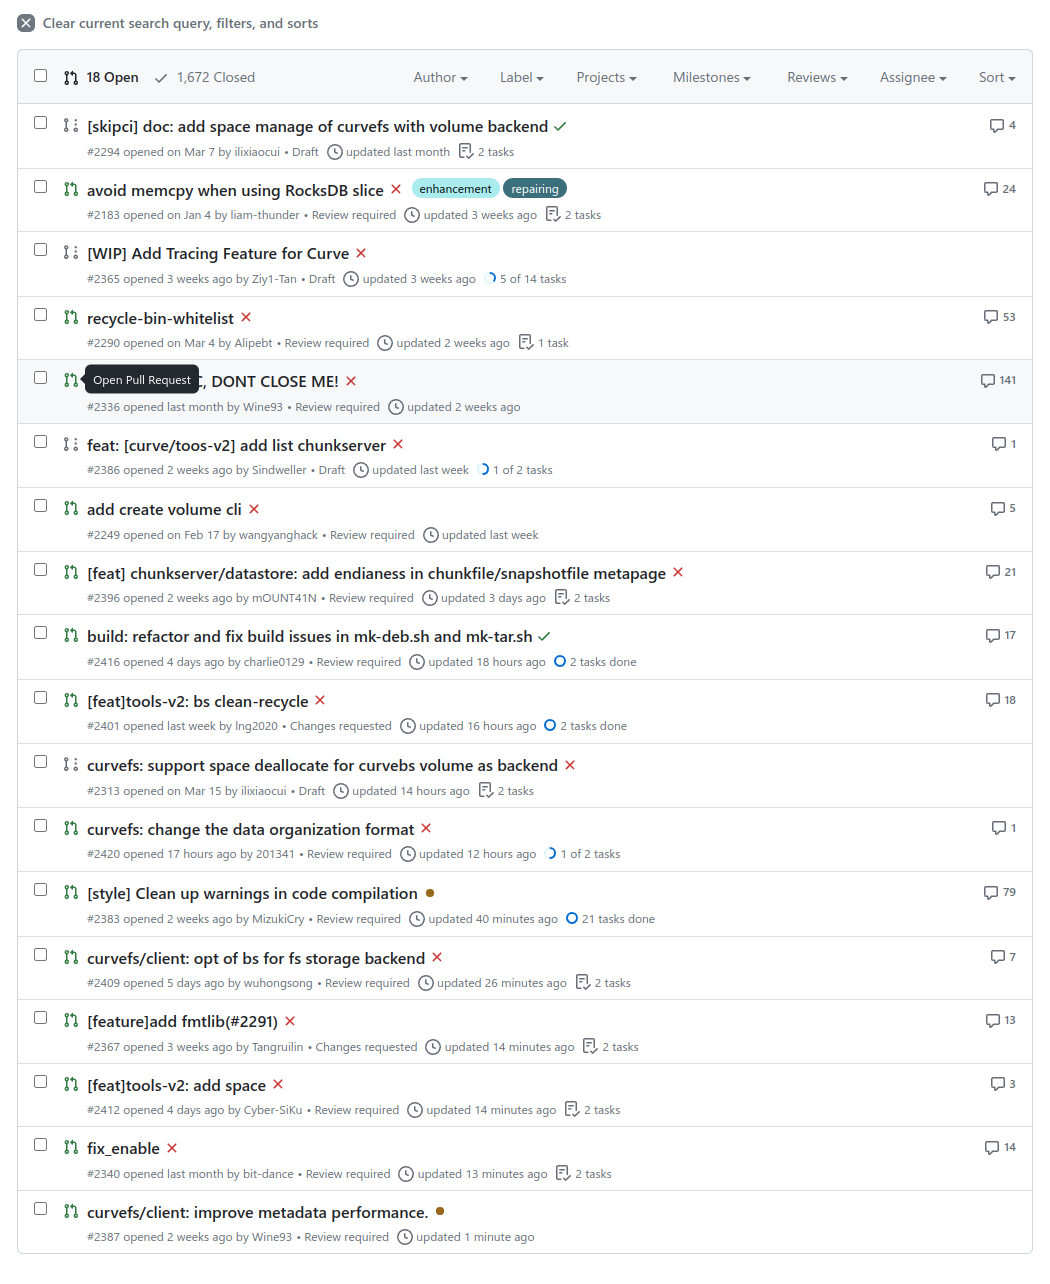 Clear current search query, filters, and sorts
18 Open 1,672 Closed Author Label Projects Milestones Reviews Assignee Sort
[skipci] doc: add space manage of curvefs with volume backend 4
#2294 opened on Mar 7 by ilixiaocui • Draft updated last month 2 tasks
avoid memcpy when using RocksDB slice enhancement repairing 24
#2183 opened on Jan 4 by liam-thunder • Review required updated 3 weeks ago 2 tasks
[WIP] Add Tracing Feature for Curve
#2365 opened 3 weeks ago by Ziy1-Tan • Draft updated 3 weeks ago 5 of 14 tasks
recycle-bin-whitelist 53
#2290 opened on Mar 4 by Alipebt • Review required updated 2 weeks ago 1 task
Open Pull Request C, DONT CLOSE ME! 141
#2336 opened last month by Wine93 • Review required updated 2 weeks ago
feat: [curve/toos-v2] add list chunkserver 1
#2386 opened 2 weeks ago by Sindweller • Draft updated last week 1 of 2 tasks
add create volume cli 5
#2249 opened on Feb 17 by wangyanghack • Review required updated last week
[feat] chunkserver/datastore: add endianess in chunkfile/snapshotfile metapage 21
#2396 opened 2 weeks ago by mOUNT41N • Review required updated 3 days ago 2 tasks
build: refactor and fix build issues in mk-deb.sh and mk-tar.sh 17
#2416 opened 4 days ago by charlie0129 • Review required updated 18 hours ago 2 tasks done
[feat]tools-v2: bs clean-recycle 18
#2401 opened last week by lng2020 • Changes requested updated 16 hours ago 2 tasks done
curvefs: support space deallocate for curvebs volume as backend
#2313 opened on Mar 15 by ilixiaocui • Draft updated 14 hours ago 2 tasks
curvefs: change the data organization format 1
#2420 opened 17 hours ago by 201341 • Review required updated 12 hours ago 1 of 2 tasks
[style] Clean up warnings in code compilation 79
#2383 opened 2 weeks ago by MizukiCry • Review required updated 40 minutes ago 21 tasks done
curvefs/client: opt of bs for fs storage backend 7
#2409 opened 5 days ago by wuhongsong • Review required updated 26 minutes ago 2 tasks
[feature]add fmtlib(#2291) 13
#2367 opened 3 weeks ago by Tangruilin • Changes requested updated 14 minutes ago 2 tasks
[feat]tools-v2: add space 3
#2412 opened 4 days ago by Cyber-SiKu • Review required updated 14 minutes ago 2 tasks
fix_enable 14
#2340 opened last month by bit-dance • Review required updated 13 minutes ago 2 tasks
curvefs/client: improve metadata performance.
#2387 opened 2 weeks ago by Wine93 • Review required updated 1 minute ago